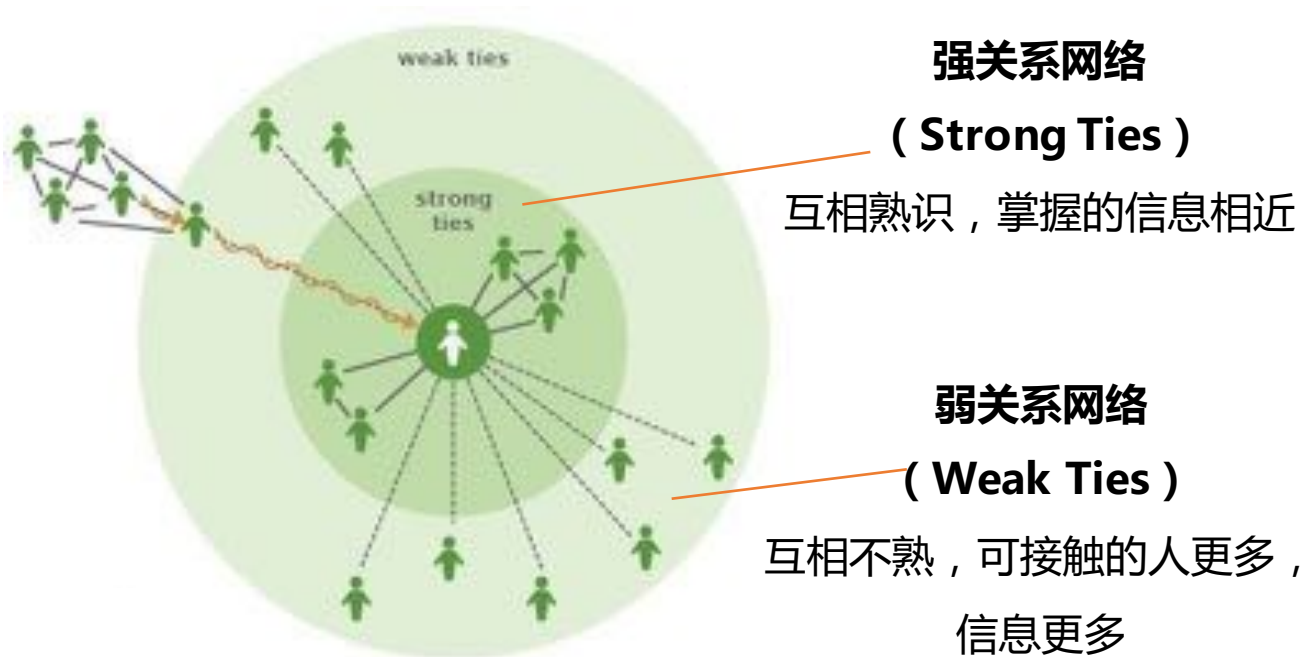 weak ties
strong
ties
强关系网络
（Strong Ties）
互相熟识，掌握的信息相近
弱关系网络
（Weak Ties）
互相不熟，可接触的人更多，
信息更多